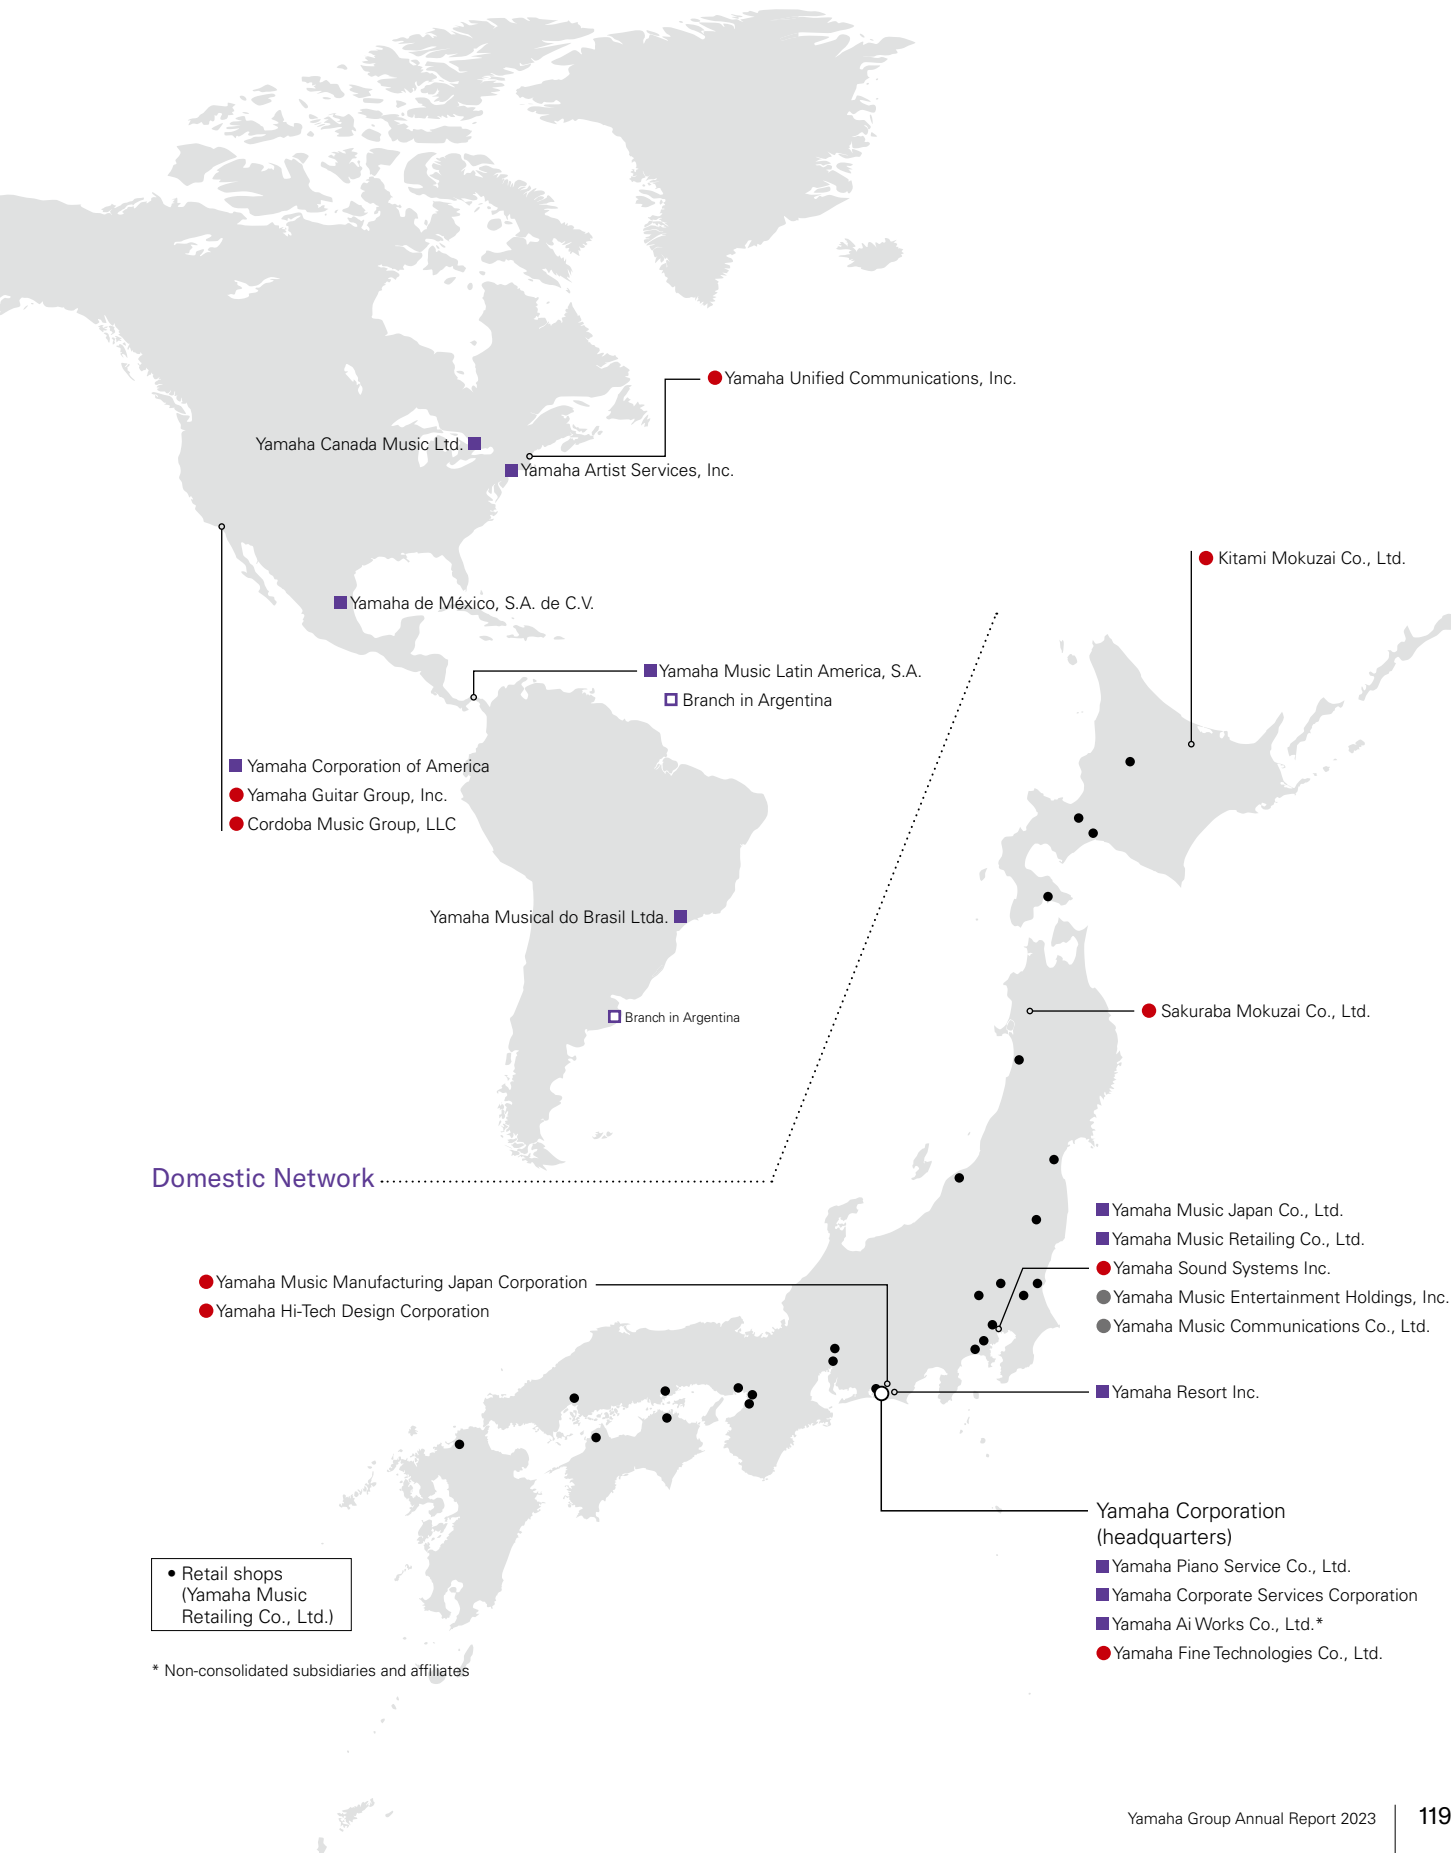 Yamaha Unified Communications, Inc.
Yamaha Canada Music Ltd.
Yamaha Artist Services, Inc.
Kitami Mokuzai Co., Ltd.
Yamaha de México, S.A. de C.V.
Yamaha Music Latin America, S.A.
Branch in Argentina
Yamaha Corporation of America
Yamaha Guitar Group, Inc.
Cordoba Music Group, LLC
Yamaha Musical do Brasil Ltda.
Branch in Argentina
Sakuraba Mokuzai Co., Ltd.
Domestic Network
Yamaha Music Japan Co., Ltd.
Yamaha Music Retailing Co., Ltd.
Yamaha Sound Systems Inc.
Yamaha Music Entertainment Holdings, Inc.
Yamaha Music Communications Co., Ltd.
Yamaha Music Manufacturing Japan Corporation
Yamaha Hi-Tech Design Corporation
Yamaha Resort Inc.
Yamaha Corporation
(headquarters)
Yamaha Piano Service Co., Ltd.
Yamaha Corporate Services Corporation
Yamaha Ai Works Co., Ltd.*
Yamaha Fine Technologies Co., Ltd.
• Retail shops
(Yamaha Music
Retailing Co., Ltd.)
* Non-consolidated subsidiaries and affiliates
Yamaha Group Annual Report 2023
119